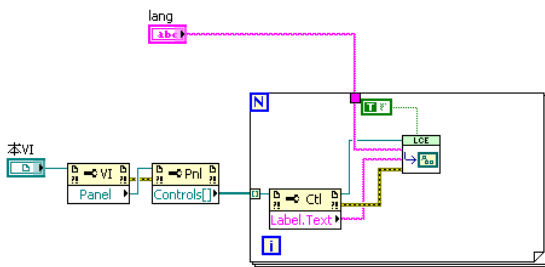 lang
abc
N
T F
LCE
本VI
VI
Panel
Pnl
Controls[]
Ctl
Label.Text
i